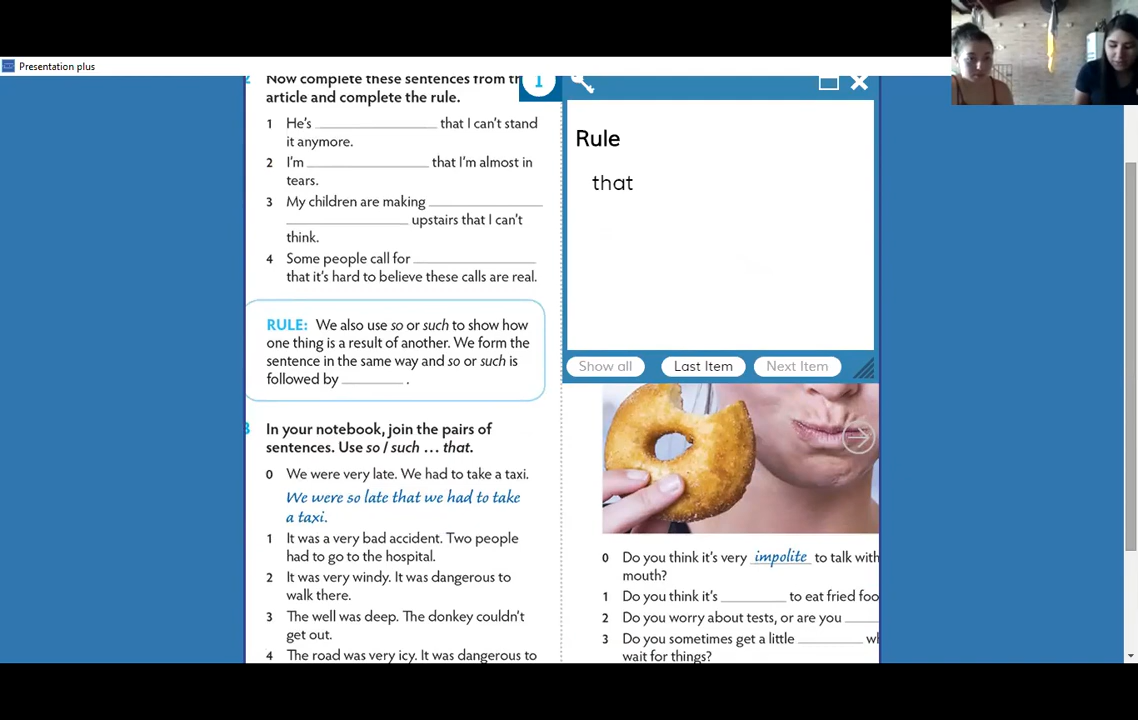 Presentation plus
Now complete these sentences from th
article and complete the rule.
1 He's ____________ that I can't stand
it anymore.
2 I'm ____________ that I'm almost in
tears.
3 My children are making ____________
____________ upstairs that I can't
think.
4 Some people call for ____________
that it's hard to believe these calls are real.
RULE: We also use so or such to show how
one thing is a result of another. We form the
sentence in the same way and so or such is
followed by ________ .
In your notebook, join the pairs of
sentences. Use so / such … that.
0 We were very late. We had to take a taxi.
We were so late that we had to take
a taxi.
1 It was a very bad accident. Two people
had to go to the hospital.
2 It was very windy. It was dangerous to
walk there.
3 The well was deep. The donkey couldn't
get out.
4 The road was very icy. It was dangerous to
1
Rule
that
Show all
Last Item
Next Item
0 Do you think it's very impolite to talk with
mouth?
1 Do you think it's ________ to eat fried foo
2 Do you worry about tests, or are you ____
3 Do you sometimes get a little ________ wh
wait for things?